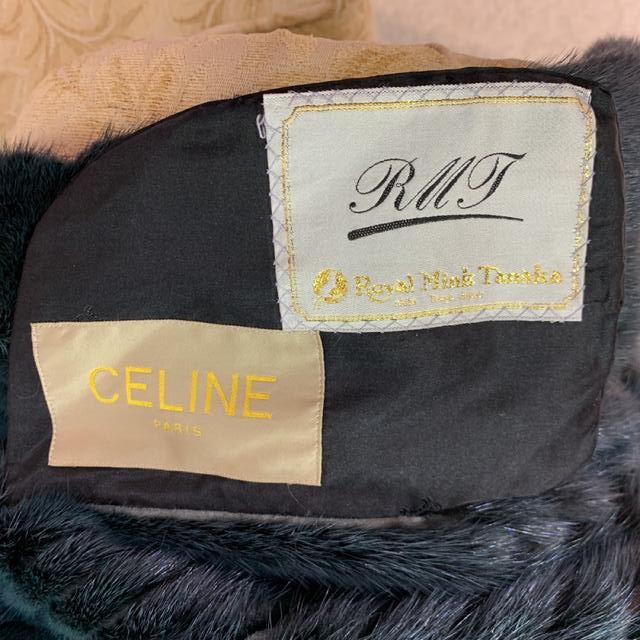 RMT
Royal Mink Tanaka
CELINE
PARIS